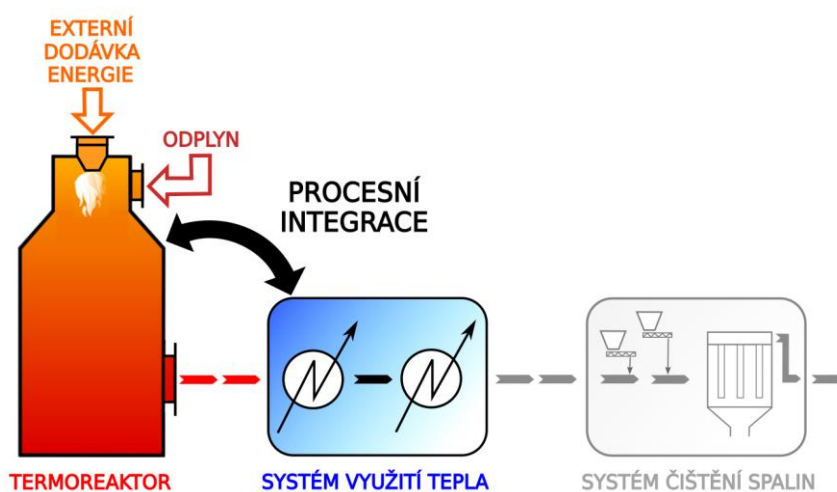 EXTERNÍ
DODÁVKA
ENERGIE
ODPLYN
PROCESNÍ
INTEGRACE
TERMOREAKTOR
SYSTÉM VYUŽITÍ TEPLA
SYSTÉM ČIŠTĚNÍ SPALIN